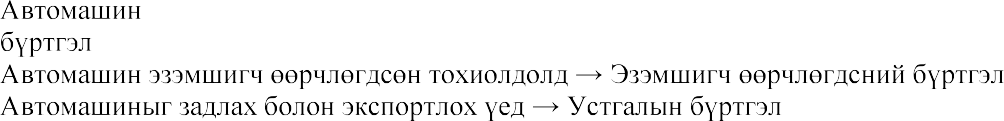 Автомашин
бүртгэл
Автомашин эзэмшигч өөрчлөгдсөн тохиолдолд → Эзэмшигч өөрчлөгдсний бүртгэл
Автомашиныг задлах болон экспортлох үед → Устгалын бүртгэл